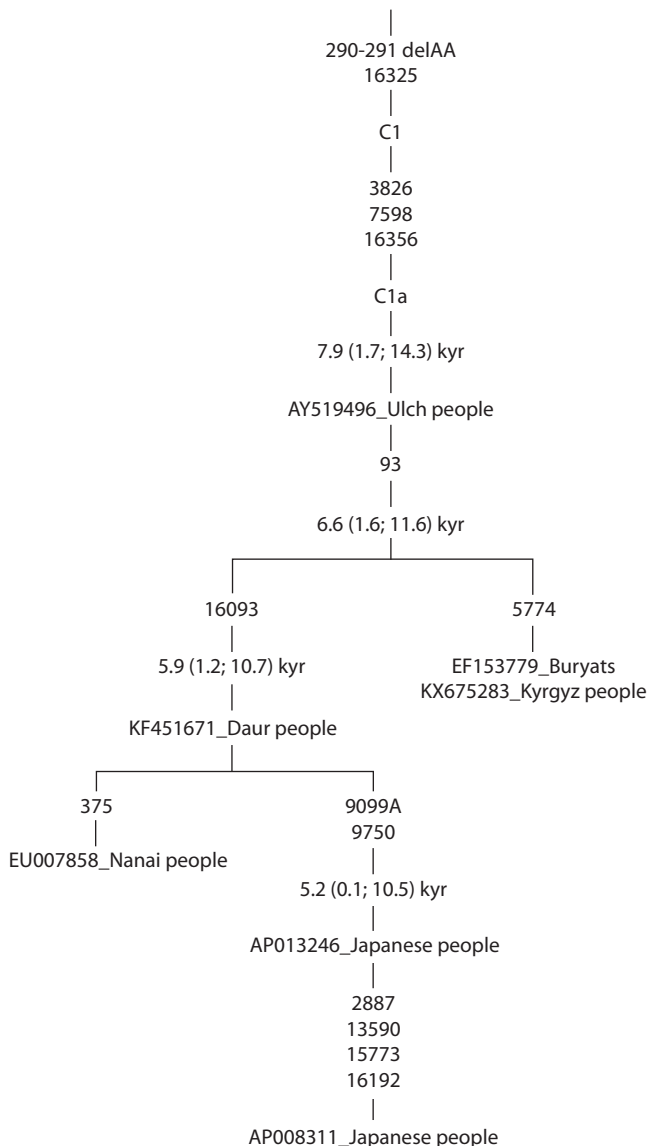 290-291 delAA
16325
C1
3826
7598
16356
C1a
7.9 (1.7; 14.3) kyr
AY519496_Ulch people
93
6.6 (1.6; 11.6) kyr
16093
5774
5.9 (1.2; 10.7) kyr
EF153779_Buryats
KX675283_Kyrgyz people
KF451671_Daur people
375
9099A
9750
EU007858_Nanai people
5.2 (0.1; 10.5) kyr
AP013246_Japanese people
2887
13590
15773
16192
AP008311_Japanese people